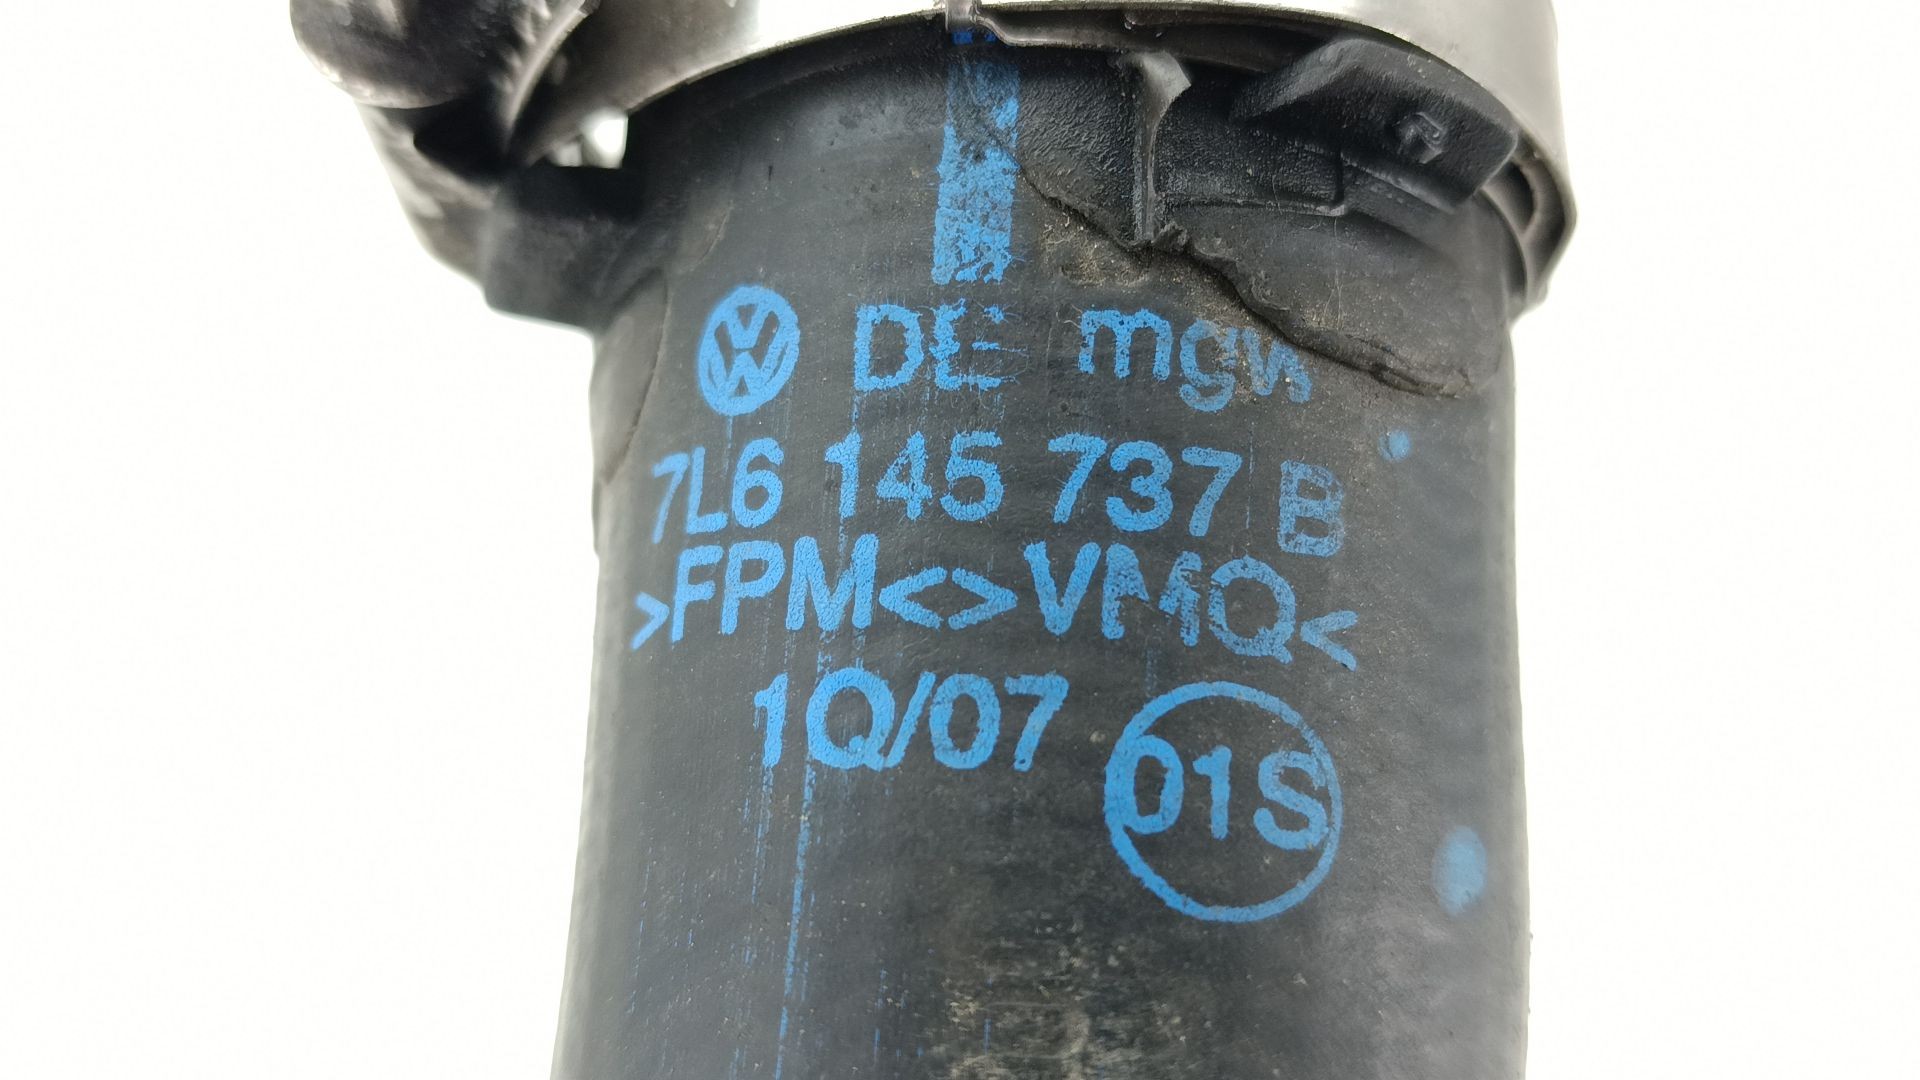 DE mgw
7L6 145 737 B
>FPM<>VMQ<
1Q/07
01S